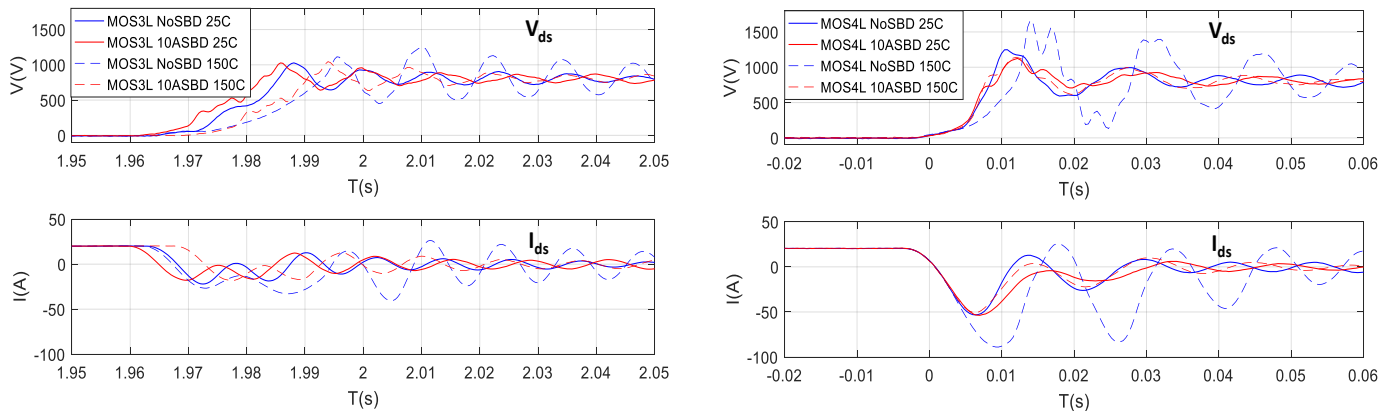 1500
1000
500
0
V(V)
MOS3L NoSBD 25C
MOS3L 10ASBD 25C
MOS3L NoSBD 150C
MOS3L 10ASBD 150C
Vds
1.95 1.96 1.97 1.98 1.99 2 2.01 2.02 2.03 2.04 2.05
T(s)
50
0
-50
-100
I(A)
Ids
1.95 1.96 1.97 1.98 1.99 2 2.01 2.02 2.03 2.04 2.05
T(s)
1500
1000
500
0
V(V)
MOS4L NoSBD 25C
MOS4L 10ASBD 25C
MOS4L NoSBD 150C
MOS4L 10ASBD 150C
Vds
-0.02 -0.01 0 0.01 0.02 0.03 0.04 0.05 0.06
T(s)
50
0
-50
-100
I(A)
Ids
-0.02 -0.01 0 0.01 0.02 0.03 0.04 0.05 0.06
T(s)